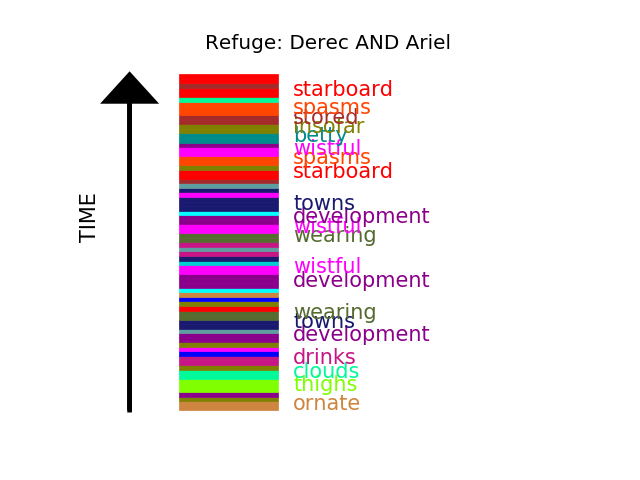 Refuge: Derec AND Ariel
starboard
spasms
stored
insofar
betty
wistful
spasms
starboard
towns
development
wistful
wearing
wistful
development
wearing
towns
development
drinks
clouds
thighs
ornate
TIME